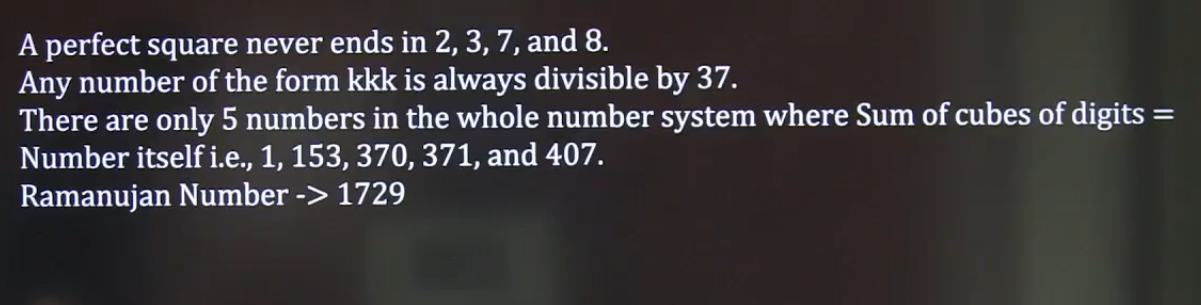 A perfect square never ends in 2, 3, 7, and 8.
Any number of the form kkk is always divisible by 37.
There are only 5 numbers in the whole number system where Sum of cubes of digits =
Number itself i.e., 1, 153, 370, 371, and 407.
Ramanujan Number -> 1729